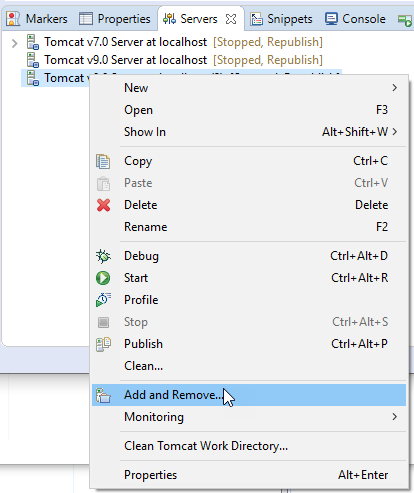 Markers Properties Servers Snippets Console
Tomcat v7.0 Server at localhost [Stopped, Republish]
Tomcat v9.0 Server at localhost [Stopped, Republish]
Tomcat
New
Open F3
Show In Alt+Shift+W
Copy Ctrl+C
Paste Ctrl+V
Delete Delete
Rename F2
Debug Ctrl+Alt+D
Start Ctrl+Alt+R
Profile
Stop Ctrl+Alt+S
Publish Ctrl+Alt+P
Clean...
Add and Remove...
Monitoring
Clean Tomcat Work Directory...
Properties Alt+Enter